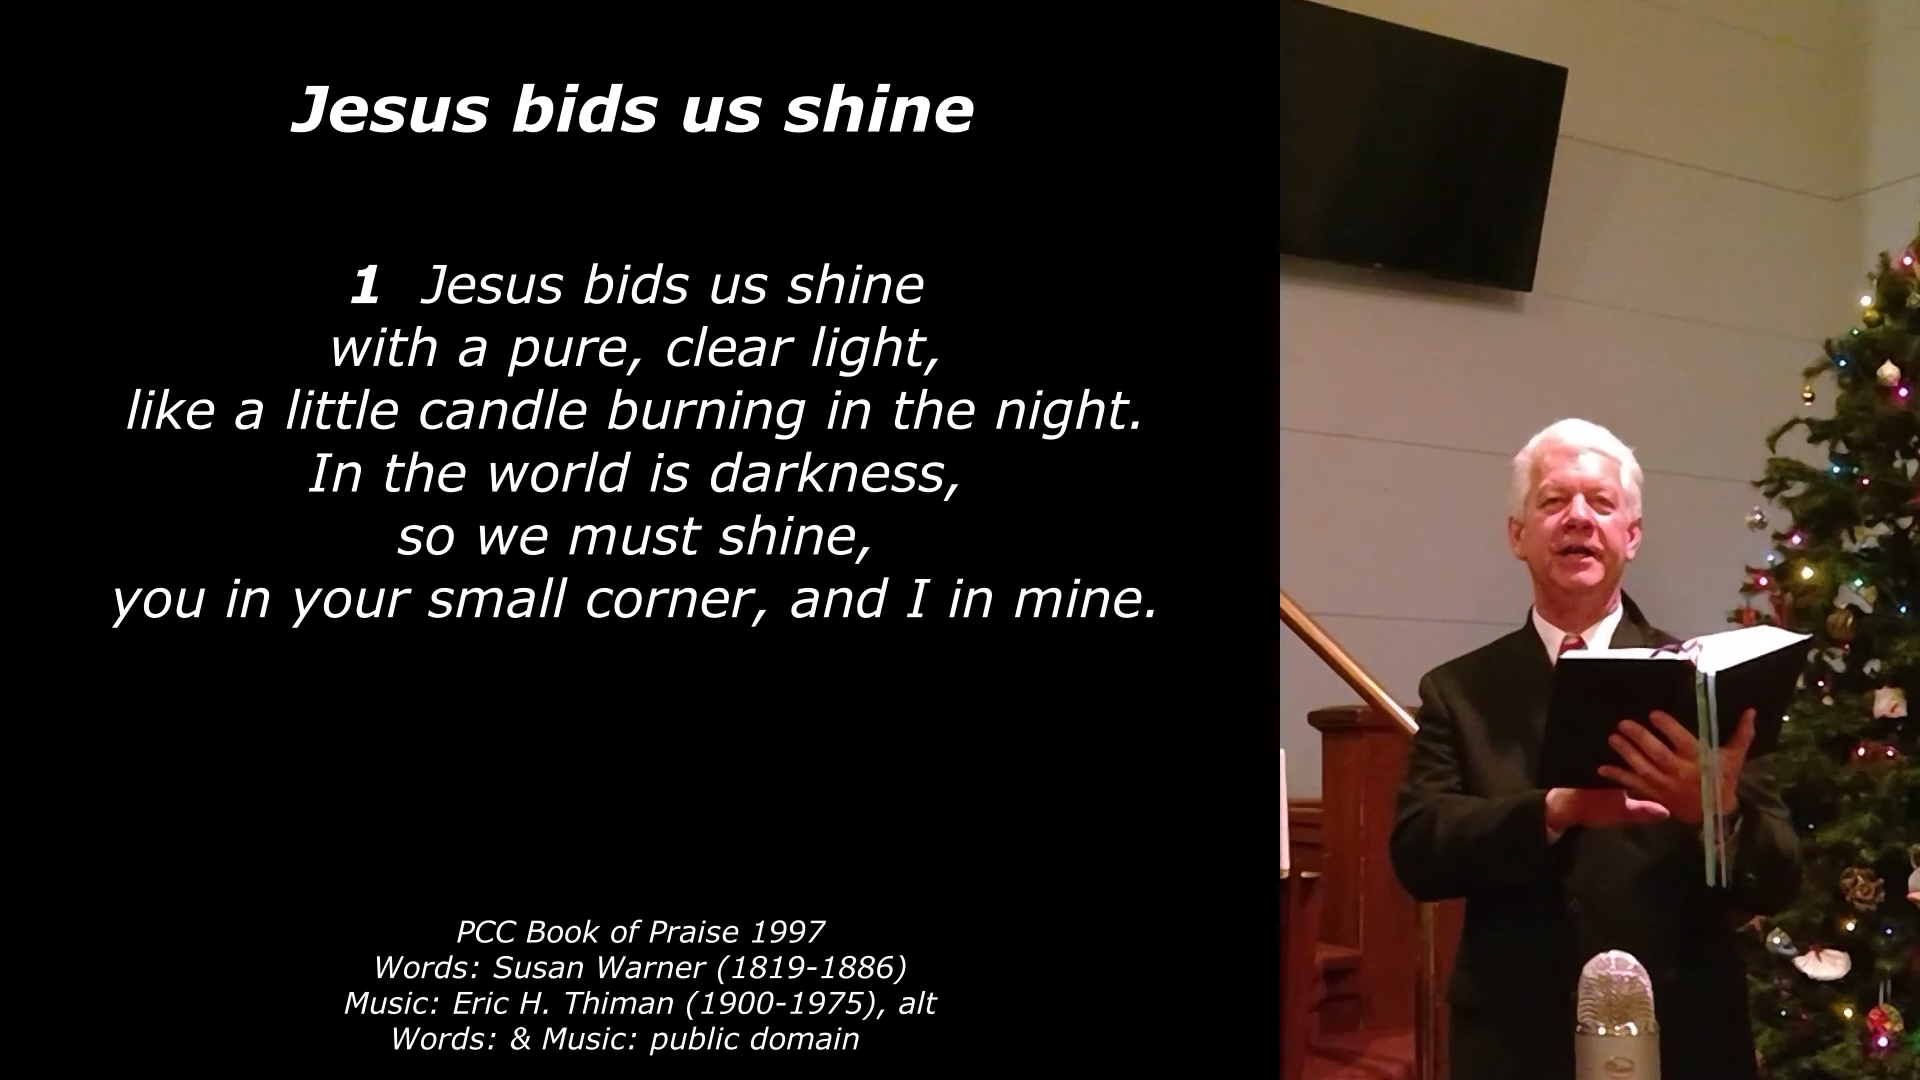 Jesus bids us shine
1 Jesus bids us shine
with a pure, clear light,
like a little candle burning in the night.
In the world is darkness,
so we must shine,
you in your small corner, and I in mine.
PCC Book of Praise 1997
Words: Susan Warner (1819-1886)
Music: Eric H. Thiman (1900-1975), alt
Words: & Music: public domain